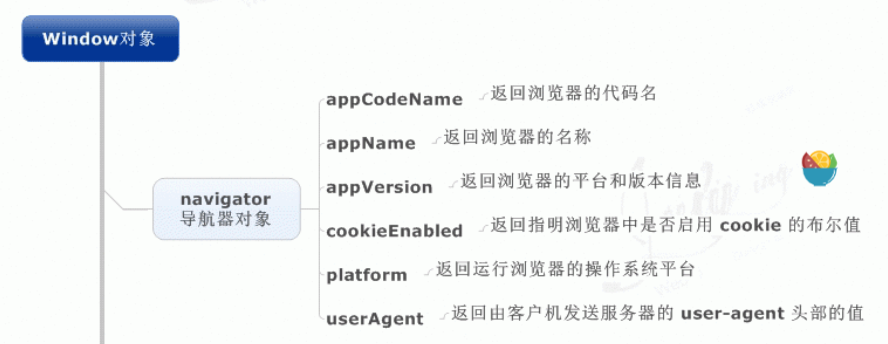 Window对象
navigator
导航器对象
appCodeName 返回浏览器的代码名
appName 返回浏览器的名称
appVersion 返回浏览器的平台和版本信息
cookieEnabled 返回指明浏览器中是否启用 cookie 的布尔值
platform 返回运行浏览器的操作系统平台
userAgent 返回由客户机发送服务器的 user-agent 头部的值